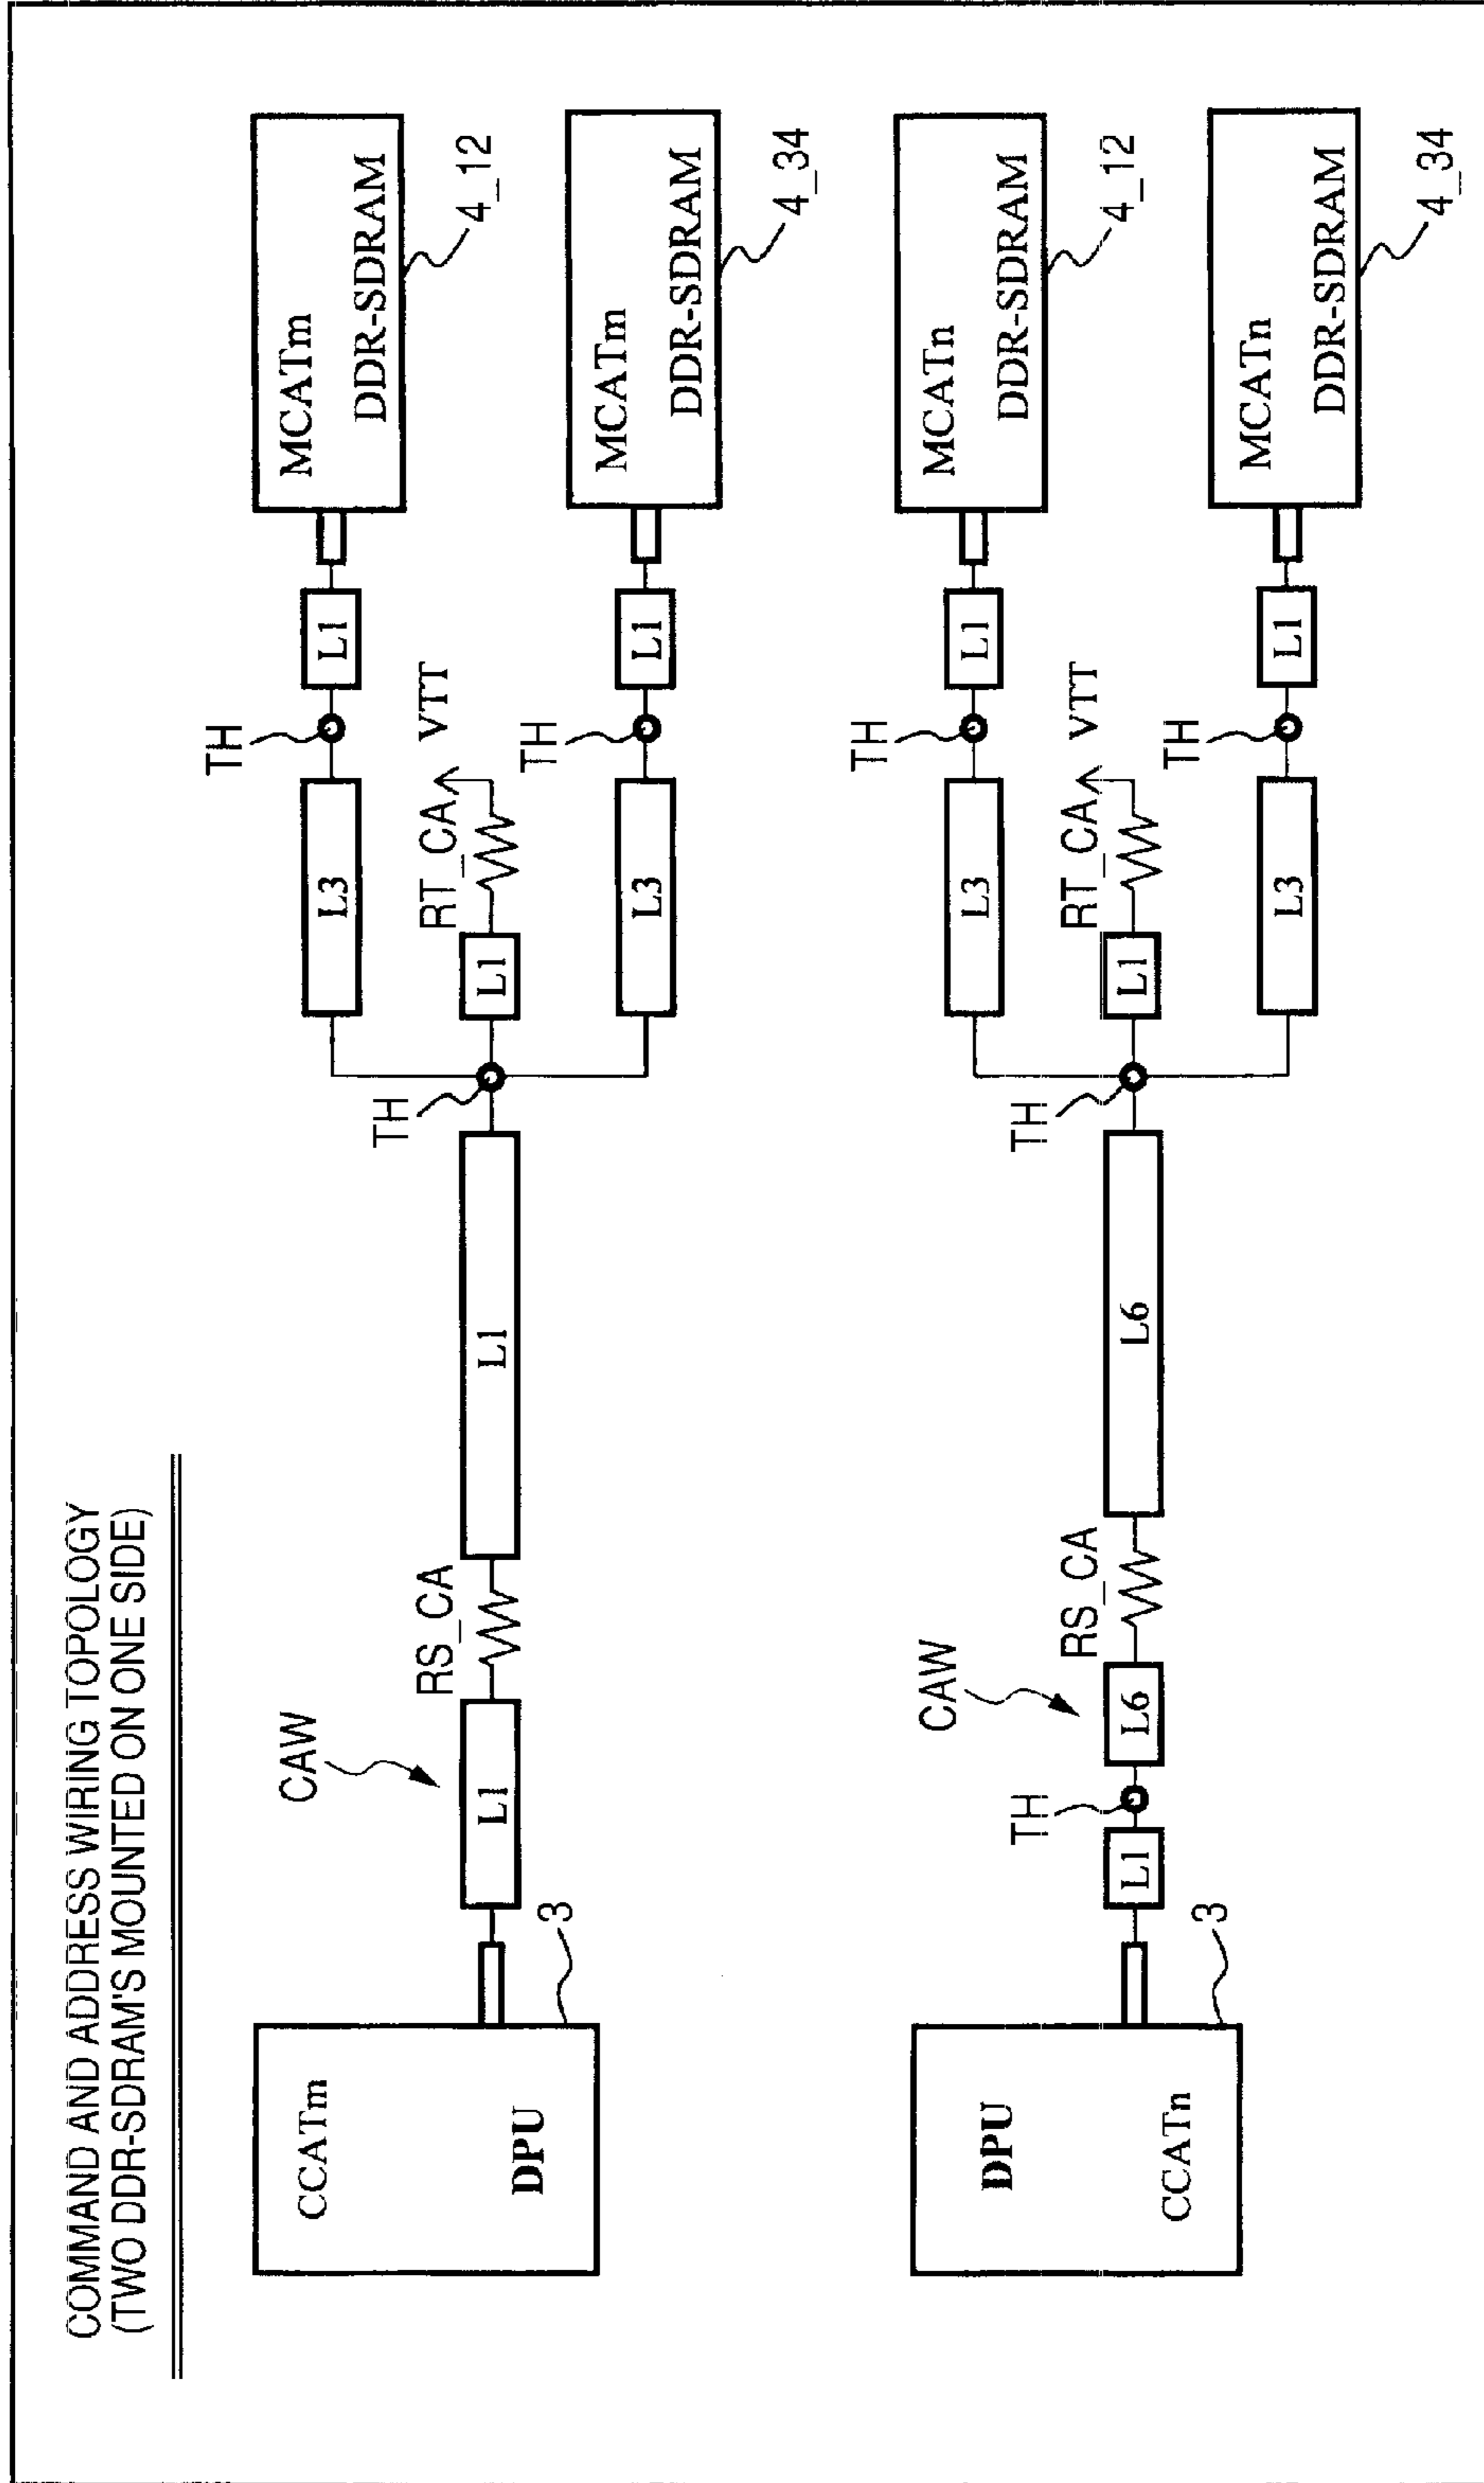 COMMAND AND ADDRESS WIRING TOPOLOGY
(TWO DDR-SDRAM'S MOUNTED ON ONE SIDE)
CCATm
DPU
3
CAW
L1
RS_CA
L1
TH
L1
RT_CA
VTT
L3
TH
L1
MCATm
DDR-SDRAM
4_12
L3
TH
L1
MCATm
DDR-SDRAM
4_34
DPU
CCATn
3
L1
TH
CAW
L6
RS_CA
L6
TH
L1
RT_CA
VTT
L3
TH
L1
MCATn
DDR-SDRAM
4_12
L3
TH
L1
MCATn
DDR-SDRAM
4_34